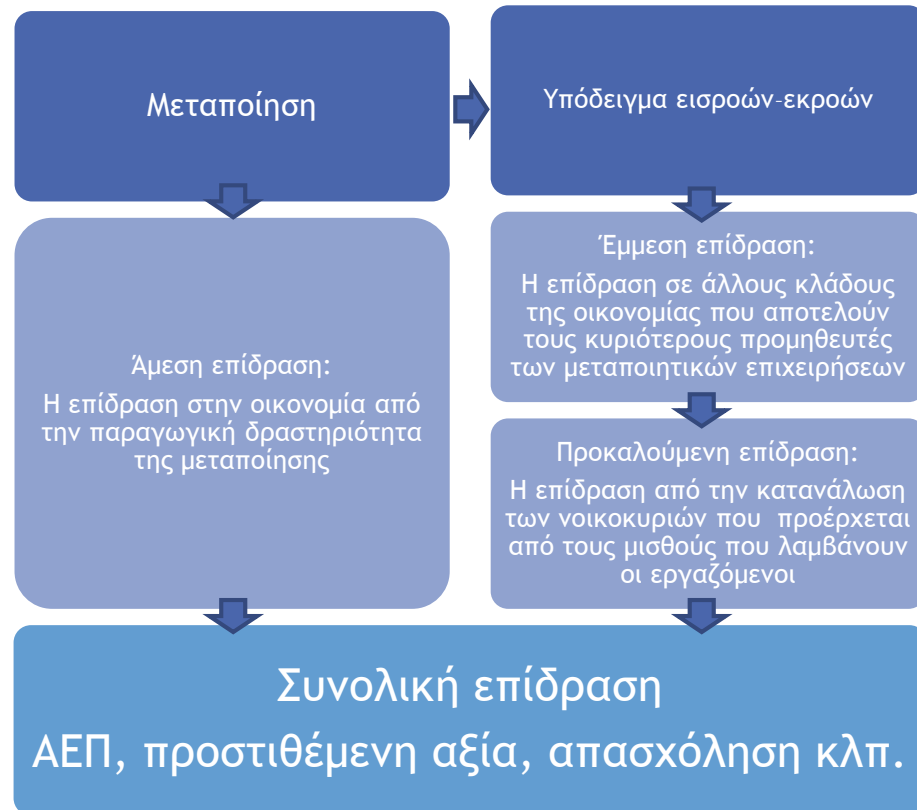 Μεταποίηση
Υπόδειγμα εισροών-εκροών
Άμεση επίδραση:
Η επίδραση στην οικονομία από
την παραγωγική δραστηριότητα
της μεταποίησης
Έμμεση επίδραση:
Η επίδραση σε άλλους κλάδους
της οικονομίας που αποτελούν
τους κυριότερους προμηθευτές
των μεταποιητικών επιχειρήσεων
Προκαλούμενη επίδραση:
Η επίδραση από την κατανάλωση
των νοικοκυριών που προέρχεται
από τους μισθούς που λαμβάνουν
οι εργαζόμενοι
Συνολική επίδραση
ΑΕΠ, προστιθέμενη αξία, απασχόληση κλπ.